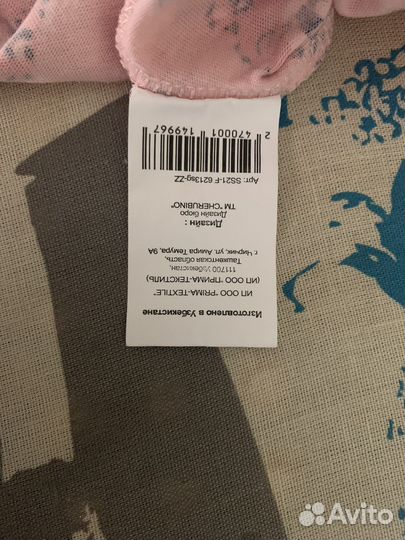 Изготовлено в Узбекистане
ИП ООО "PRIMA-TEXTILE"
(ИП ООО "ПРИМА-ТЕКСТИЛЬ)
111700 Узбекистан,
Ташкентская область,
г. Чирчик, ул. Амира Темура, 9А
Дизайн :
Дизайн бюро
ТМ "CHERUBINO"
Арт: SS21-F 6213sg-ZZ
2 470001 149967
Avito